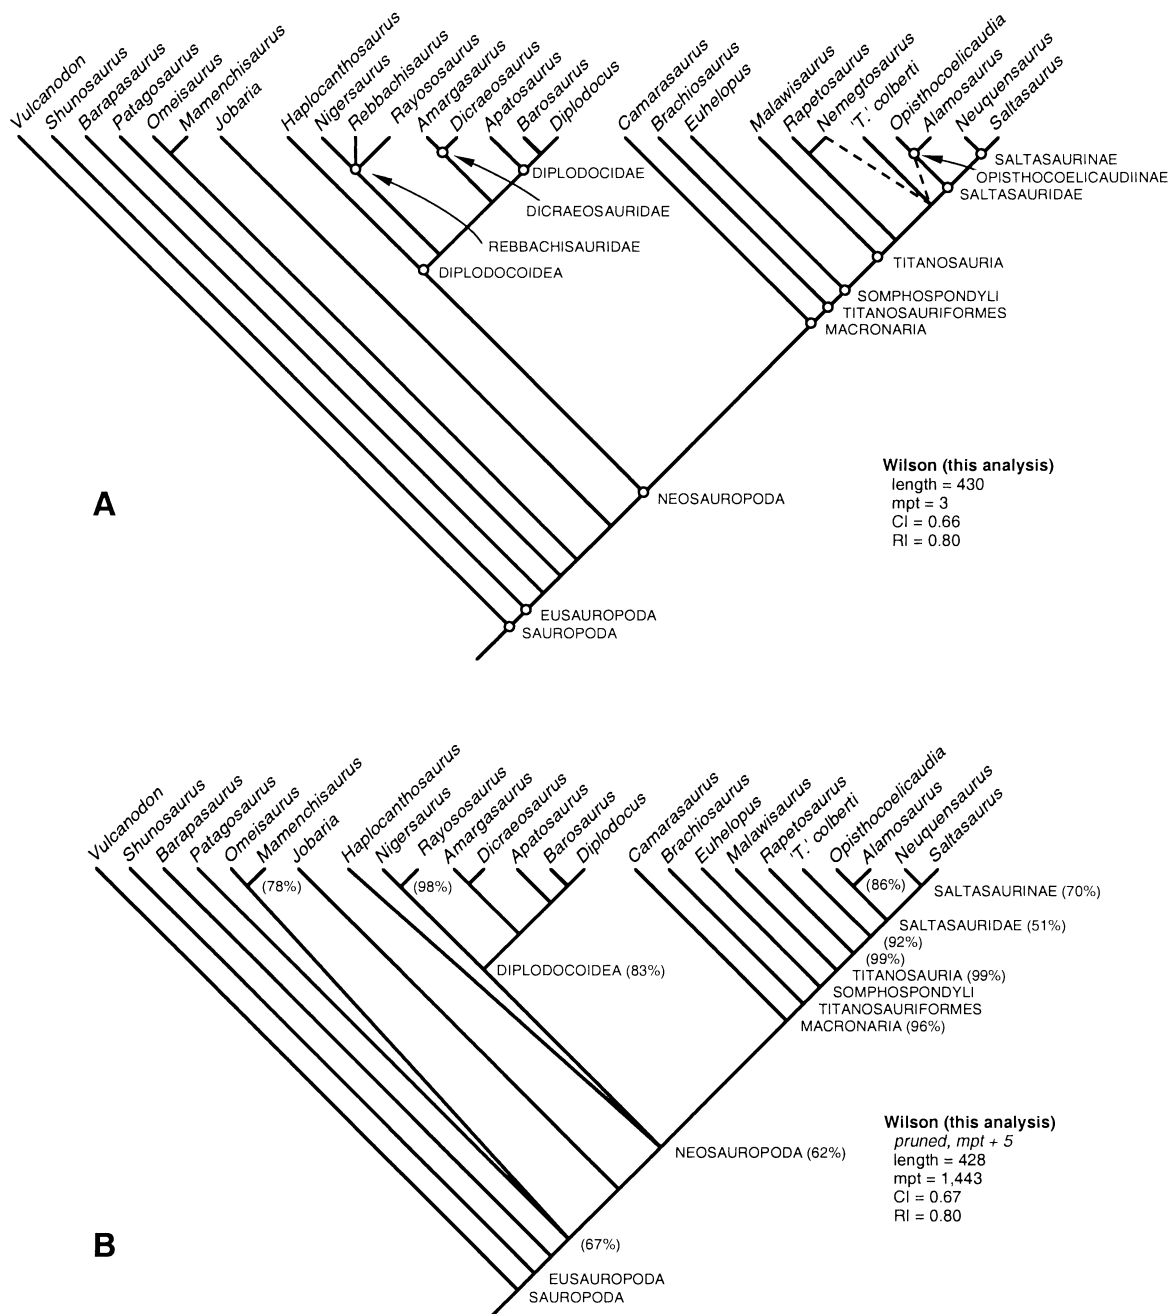 Vulcanodon
Shunosaurus
Barapasaurus
Patagosaurus
Omeisaurus
Mamenchisaurus
Jobaria
Haplocanthosaurus
Nigersaurus
Rebbachisaurus
Rayososaurus
Amargasaurus
Dicraeosaurus
Apatosaurus
Barosaurus
Diplodocus
Camarasaurus
Brachiosaurus
Euhelopus
Malawisaurus
Rapetosaurus
Nemegtosaurus
'T.' colberti
Opisthocoelicaudia
Alamosaurus
Neuquensaurus
Saltasaurus
SALTASAURINAE
OPISTHOCOELICAUDIINAE
SALTASAURIDAE
DIPLODOCIDAE
DICRAEOSAURIDAE
REBBACHISAURIDAE
DIPLODOCOIDEA
TITANOSAURIA
SOMPHOSPONDYLI
TITANOSAURIFORMES
MACRONARIA
Wilson (this analysis)
length = 430
mpt = 3
CI = 0.66
RI = 0.80
A
NEOSAUROPODA
EUSAUROPODA
SAUROPODA
Vulcanodon
Shunosaurus
Barapasaurus
Patagosaurus
Omeisaurus
Mamenchisaurus
Jobaria
Haplocanthosaurus
Nigersaurus
Rayososaurus
Amargasaurus
Dicraeosaurus
Apatosaurus
Barosaurus
Diplodocus
Camarasaurus
Brachiosaurus
Euhelopus
Malawisaurus
Rapetosaurus
'T.' colberti
Opisthocoelicaudia
Alamosaurus
Neuquensaurus
Saltasaurus
(78%)
(98%)
(86%)
SALTASAURINAE (70%)
SALTASAURIDAE (51%)
(92%)
(99%)
DIPLODOCOIDEA (83%)
TITANOSAURIA (99%)
SOMPHOSPONDYLI
TITANOSAURIFORMES
MACRONARIA (96%)
Wilson (this analysis)
pruned, mpt + 5
length = 428
mpt = 1,443
CI = 0.67
RI = 0.80
NEOSAUROPODA (62%)
B
(67%)
EUSAUROPODA
SAUROPODA